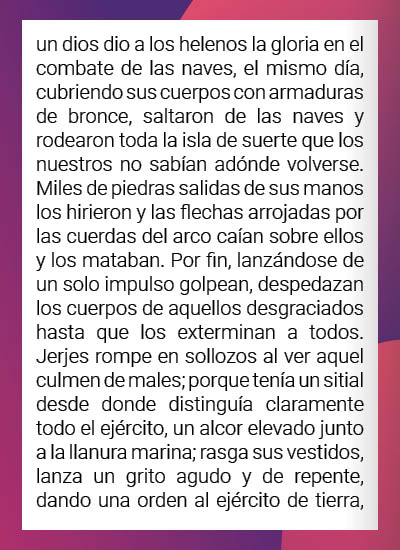 un dios dio a los helenos la gloria en el
combate de las naves, el mismo día,
cubriendo sus cuerpos con armaduras
de bronce, saltaron de las naves y
rodearon toda la isla de suerte que los
nuestros no sabían adónde volverse.
Miles de piedras salidas de sus manos
los hirieron y las flechas arrojadas por
las cuerdas del arco caían sobre ellos
y los mataban. Por fin, lanzándose de
un solo impulso golpean, despedazan
los cuerpos de aquellos desgraciados
hasta que los exterminan a todos.
Jerjes rompe en sollozos al ver aquel
culmen de males; porque tenía un sitial
desde donde distinguía claramente
todo el ejército, un alcor elevado junto
a la llanura marina; rasga sus vestidos,
lanza un grito agudo y de repente,
dando una orden al ejército de tierra,